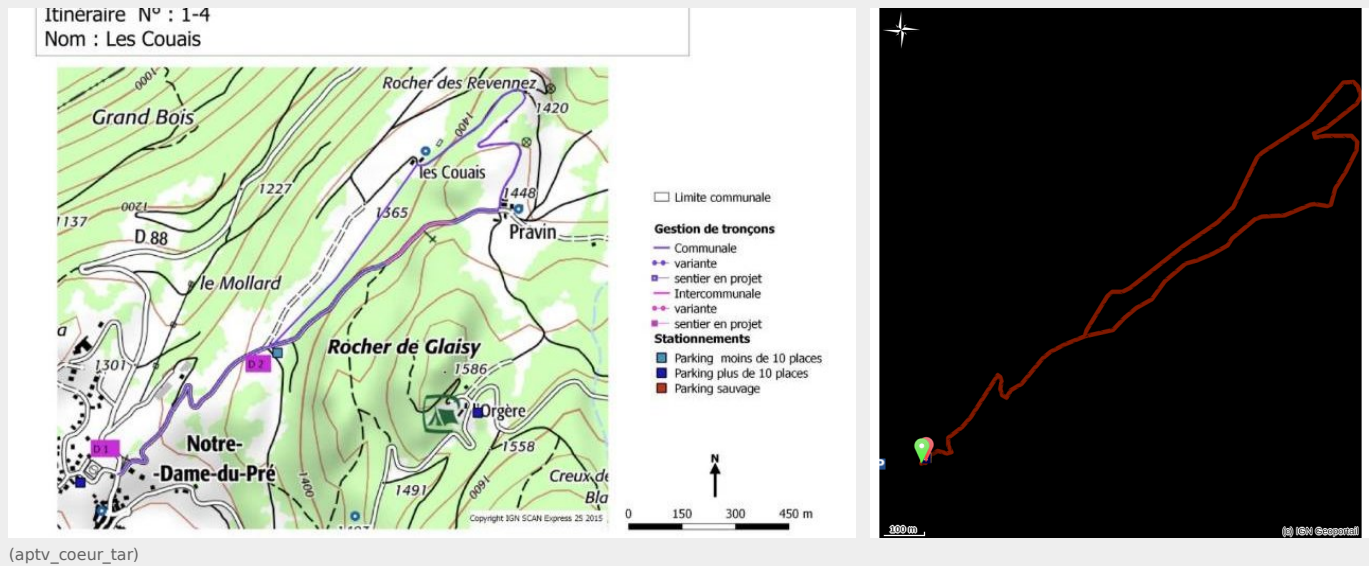 Itinéraire N° : 1-4
Nom : Les Couais
1000
Rocher des Revennez
Grand Bois
1420
1400
les Couais
1227
1448
1200
1365
1137
D 88
Pravin
le Mollard
Rocher de Glaisy
D 2
1301
1586
l'Orgère
Notre-
-Dame-du-Pré
D 1
1558
1400
1491
1600
Creux de
Bla
Copyright IGN SCAN Express 25 2015
Limite communale
Gestion de tronçons
Communale
variante
sentier en projet
Intercommunale
variante
sentier en projet
Stationnements
Parking moins de 10 places
Parking plus de 10 places
Parking sauvage
N
0 150 300 450 m
100 m
(c) IGN Geoportail
(aptv_coeur_tar)